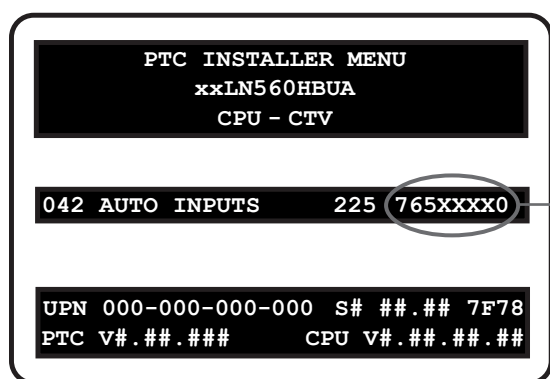 PTC INSTALLER MENU
xxLN560HBUA
CPU – CTV
042 AUTO INPUTS 225 765XXXX0
UPN 000-000-000-000 S# ##.## 7F78
PTC V#.##.### CPU V#.##.##.##